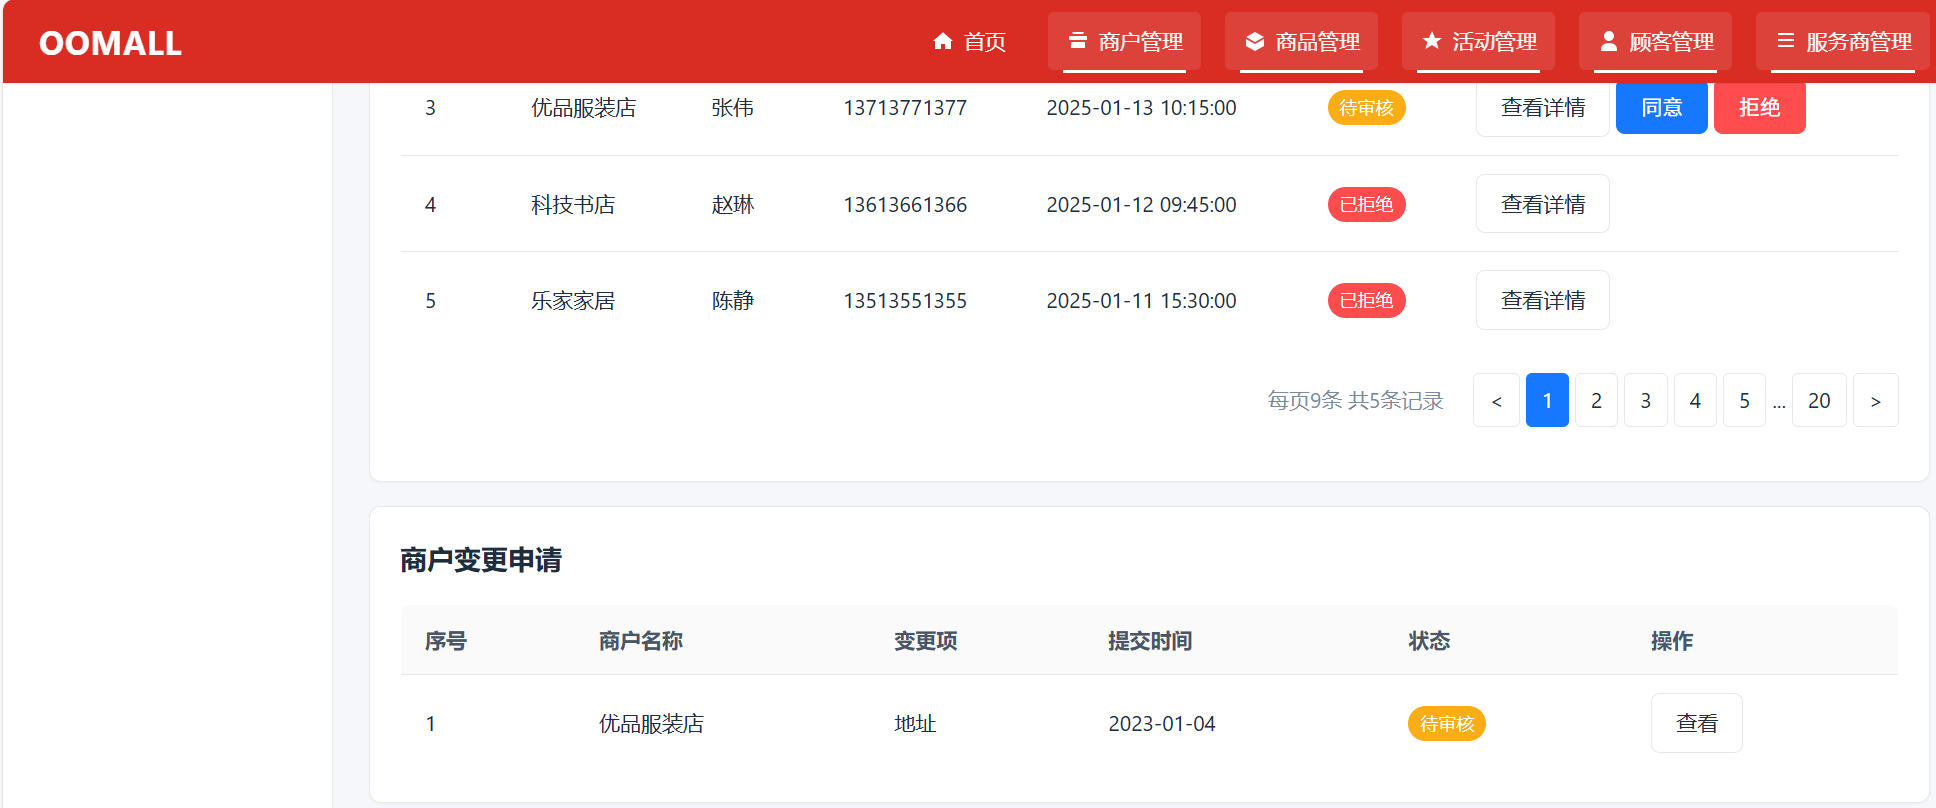 OOMALL 首页 商户管理 商品管理 活动管理 顾客管理 服务商管理
3 优品服装店 张伟 13713771377 2025-01-13 10:15:00 待审核 查看详情 同意 拒绝
4 科技书店 赵琳 13613661366 2025-01-12 09:45:00 已拒绝 查看详情
5 乐家家居 陈静 13513551355 2025-01-11 15:30:00 已拒绝 查看详情
每页9条 共5条记录 < 1 2 3 4 5 ... 20 >
商户变更申请
序号 商户名称 变更项 提交时间 状态 操作
1 优品服装店 地址 2023-01-04 待审核 查看